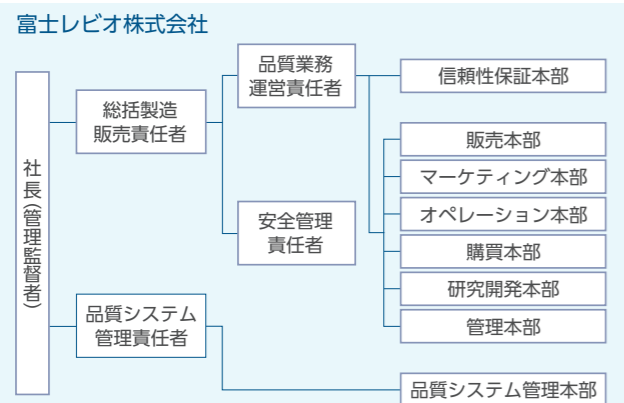 富士レビオ株式会社
社長(管理監督者)
総括製造
販売責任者
品質システム
管理責任者
品質業務
運営責任者
安全管理
責任者
信頼性保証本部
販売本部
マーケティング本部
オペレーション本部
購買本部
研究開発本部
管理本部
品質システム管理本部